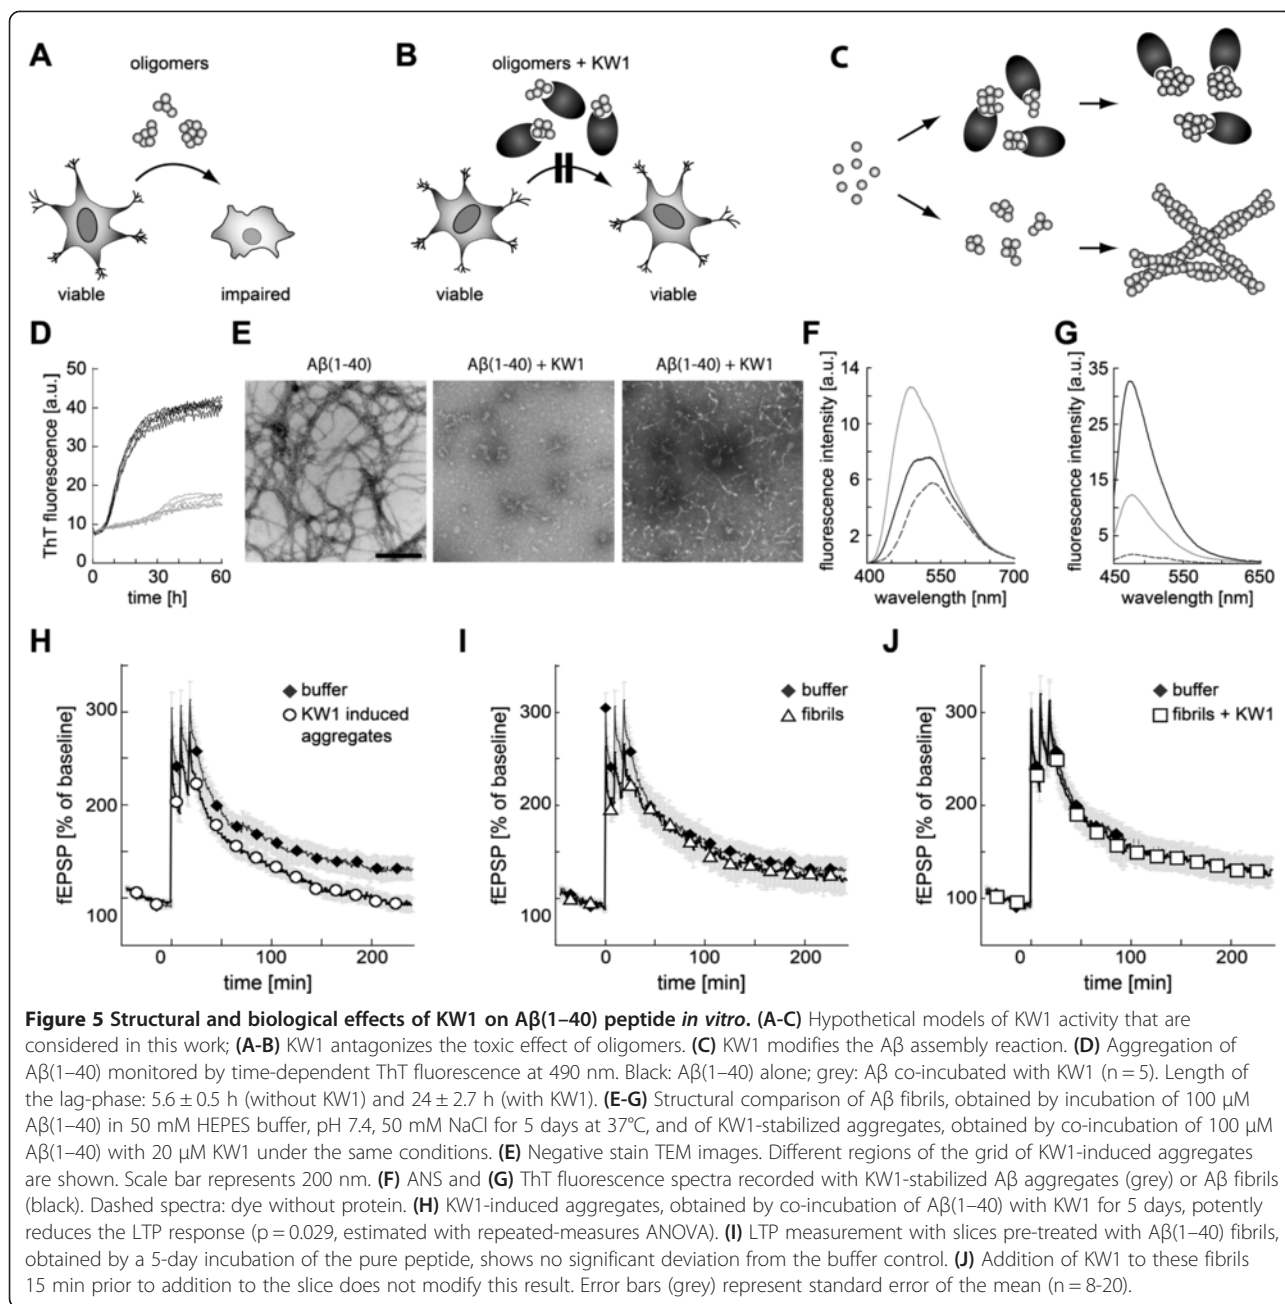 A
oligomers
viable
impaired
B
oligomers + KW1
viable
viable
C
D
ThT fluorescence [a.u.]
50
40
30
20
10
0
0 30 60
time [h]
E
Aβ(1-40)
Aβ(1-40) + KW1
Aβ(1-40) + KW1
F
fluorescence intensity [a.u.]
14
10
6
2
400 550 700
wavelength [nm]
G
fluorescence intensity [a.u.]
35
25
15
5
450 550 650
wavelength [nm]
H
fEPSP [% of baseline]
300
200
100
buffer
KW1 induced
aggregates
0 100 200
time [min]
I
fEPSP [% of baseline]
300
200
100
buffer
fibrils
0 100 200
time [min]
J
fEPSP [% of baseline]
300
200
100
buffer
fibrils + KW1
0 100 200
time [min]
Figure 5 Structural and biological effects of KW1 on Aβ(1–40) peptide in vitro. (A-C) Hypothetical models of KW1 activity that are
considered in this work; (A-B) KW1 antagonizes the toxic effect of oligomers. (C) KW1 modifies the Aβ assembly reaction. (D) Aggregation of
Aβ(1–40) monitored by time-dependent ThT fluorescence at 490 nm. Black: Aβ(1–40) alone; grey: Aβ co-incubated with KW1 (n = 5). Length of
the lag-phase: 5.6 ± 0.5 h (without KW1) and 24 ± 2.7 h (with KW1). (E-G) Structural comparison of Aβ fibrils, obtained by incubation of 100 μM
Aβ(1–40) in 50 mM HEPES buffer, pH 7.4, 50 mM NaCl for 5 days at 37°C, and of KW1-stabilized aggregates, obtained by co-incubation of 100 μM
Aβ(1–40) with 20 μM KW1 under the same conditions. (E) Negative stain TEM images. Different regions of the grid of KW1-induced aggregates
are shown. Scale bar represents 200 nm. (F) ANS and (G) ThT fluorescence spectra recorded with KW1-stabilized Aβ aggregates (grey) or Aβ fibrils
(black). Dashed spectra: dye without protein. (H) KW1-induced aggregates, obtained by co-incubation of Aβ(1–40) with KW1 for 5 days, potently
reduces the LTP response (p = 0.029, estimated with repeated-measures ANOVA). (I) LTP measurement with slices pre-treated with Aβ(1–40) fibrils,
obtained by a 5-day incubation of the pure peptide, shows no significant deviation from the buffer control. (J) Addition of KW1 to these fibrils
15 min prior to addition to the slice does not modify this result. Error bars (grey) represent standard error of the mean (n = 8-20).